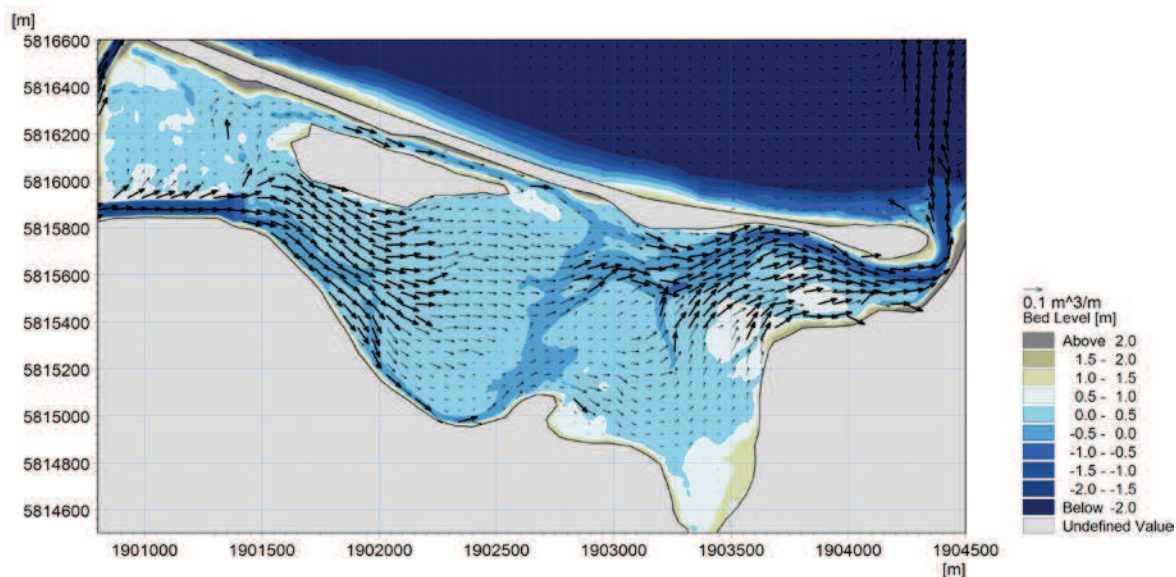 [m]
5816600
5816400
5816200
5816000
5815800
5815600
5815400
5815200
5815000
5814800
5814600
1901000 1901500 1902000 1902500 1903000 1903500 1904000 1904500
[m]
0.1 m^3/m
Bed Level [m]
Above 2.0
1.5 - 2.0
1.0 - 1.5
0.5 - 1.0
0.0 - 0.5
-0.5 - 0.0
-1.0 - -0.5
-1.5 - -1.0
-2.0 - -1.5
Below -2.0
Undefined Value